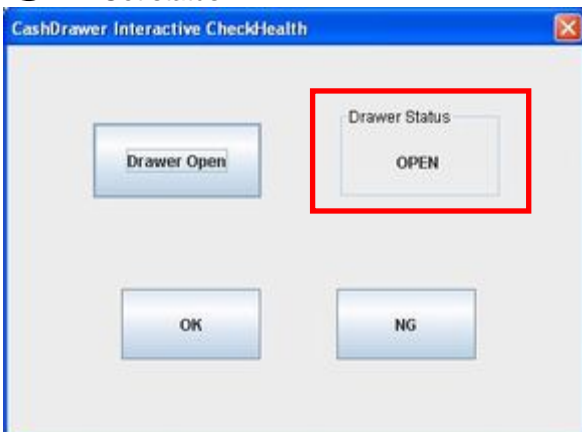 CashDrawer Interactive CheckHealth
Drawer Status
Drawer Open
OPEN
OK
NG